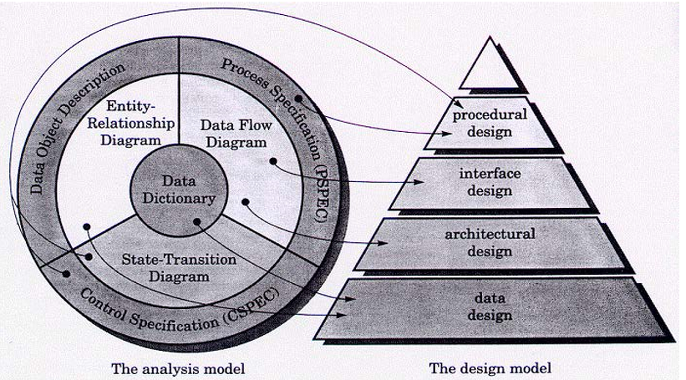 Data Object Description
Process Specification (PSPEC)
Entity-
Relationship
Diagram
Data Flow
Diagram
Data
Dictionary
State-Transition
Diagram
Control Specification (CSPEC)
The analysis model
procedural
design
interface
design
architectural
design
data
design
The design model